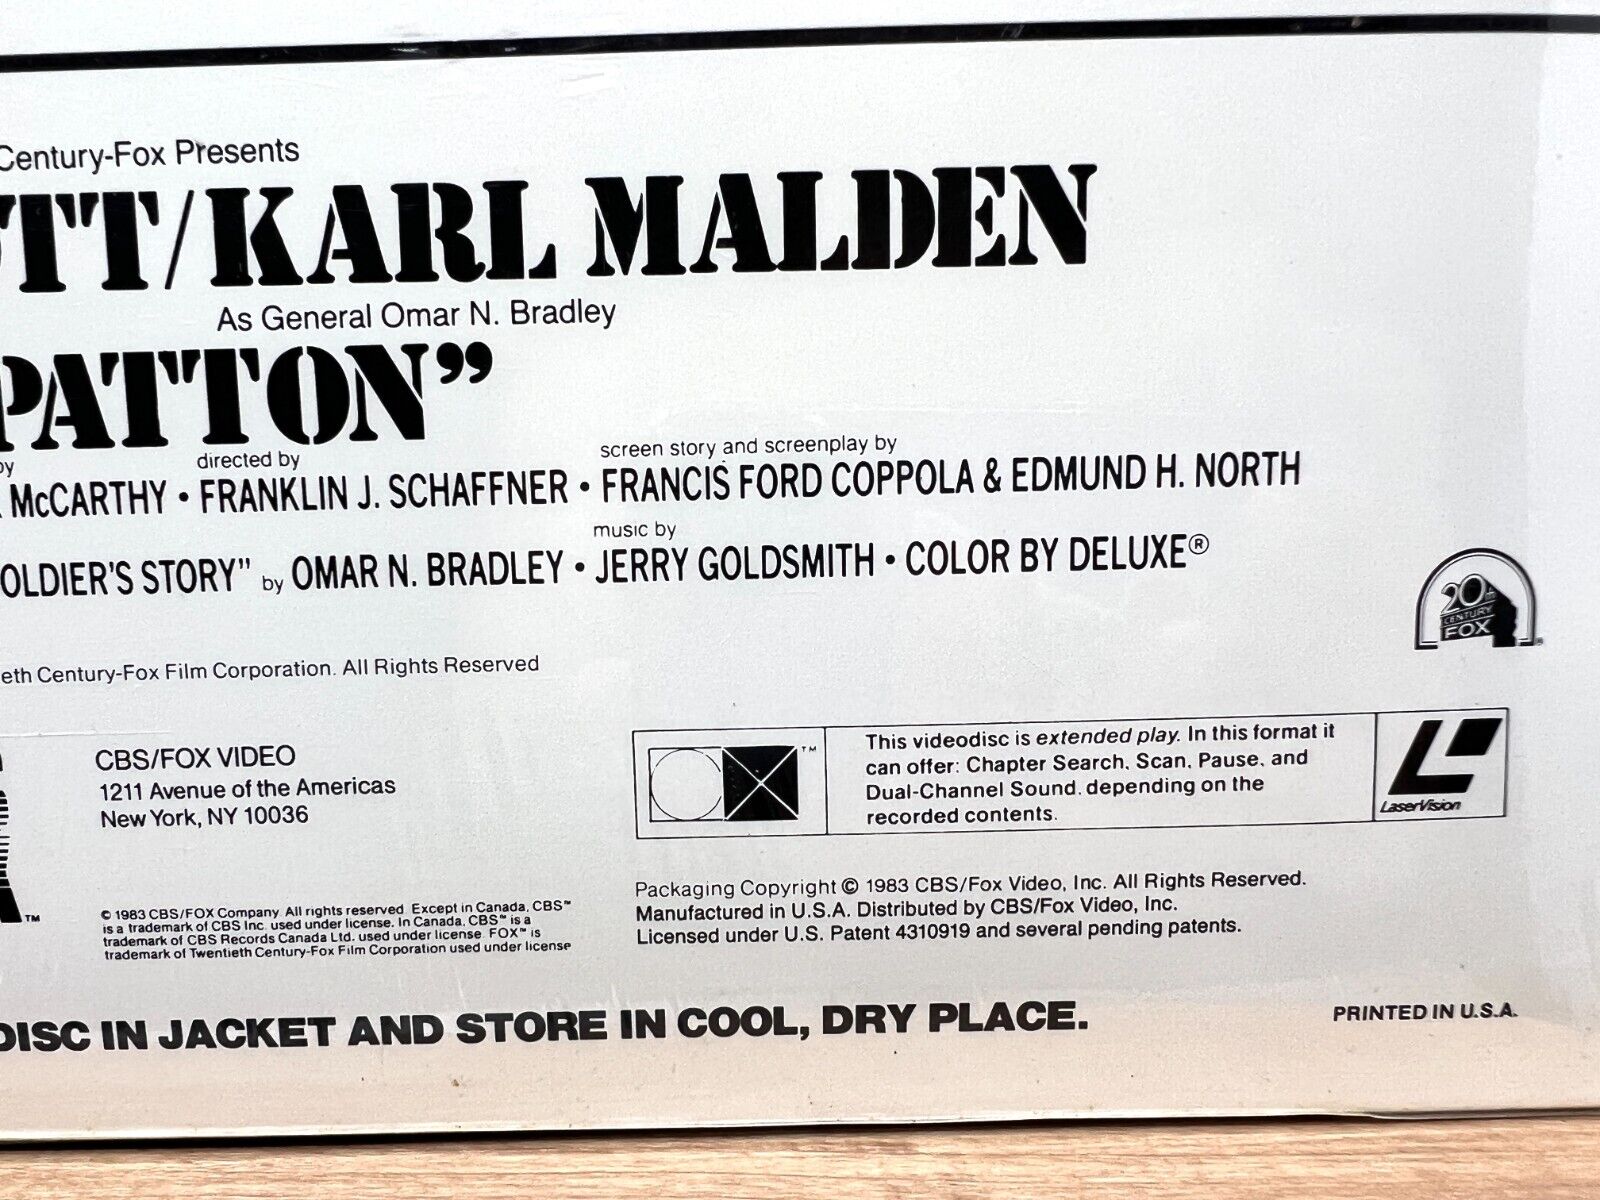 Century-Fox Presents
TT/KARL MALDEN
As General Omar N. Bradley
PATTON”
by directed by screen story and screenplay by
McCARTHY • FRANKLIN J. SCHAFFNER • FRANCIS FORD COPPOLA & EDMUND H. NORTH
music by
OLDIER'S STORY” by OMAR N. BRADLEY • JERRY GOLDSMITH • COLOR BY DELUXE®
20th
CENTURY
FOX
eth Century-Fox Film Corporation. All Rights Reserved
CBS/FOX VIDEO
1211 Avenue of the Americas
New York, NY 10036
TM
This videodisc is extended play. In this format it
can offer: Chapter Search, Scan, Pause, and
Dual-Channel Sound, depending on the
recorded contents.
LaserVision
TM
© 1983 CBS/FOX Company. All rights reserved. Except in Canada, CBS™
is a trademark of CBS Inc. used under license. In Canada, CBS™ is a
trademark of CBS Records Canada Ltd. used under license. FOX™ is
trademark of Twentieth Century-Fox Film Corporation used under license
Packaging Copyright © 1983 CBS/Fox Video, Inc. All Rights Reserved.
Manufactured in U.S.A. Distributed by CBS/Fox Video, Inc.
Licensed under U.S. Patent 4310919 and several pending patents.
DISC IN JACKET AND STORE IN COOL, DRY PLACE.
PRINTED IN U.S.A.